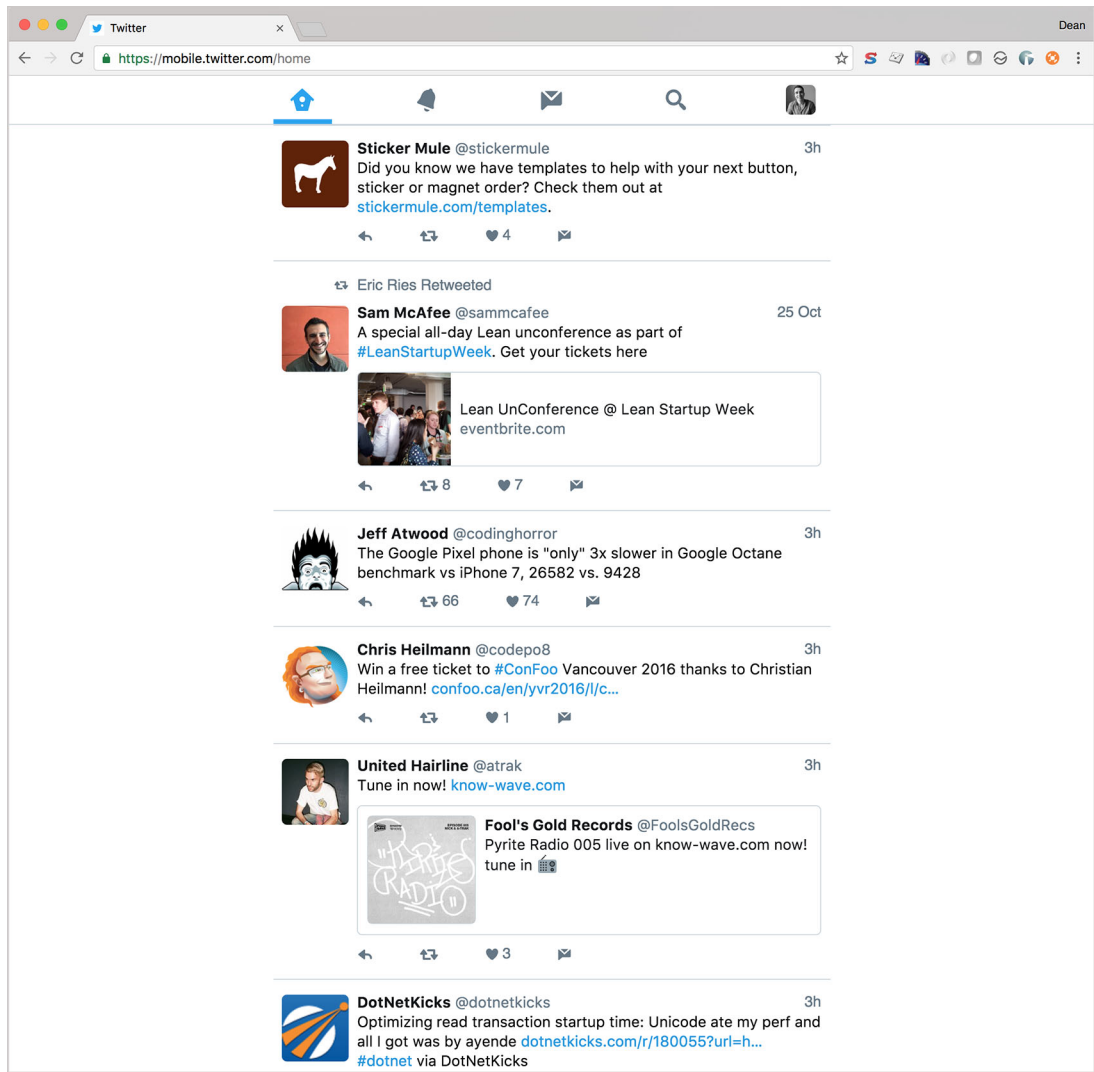 Twitter
Dean
https://mobile.twitter.com/home
Sticker Mule @stickermule 3h
Did you know we have templates to help with your next button,
sticker or magnet order? Check them out at
stickermule.com/templates.
4
Eric Ries Retweeted
Sam McAfee @sammcafee 25 Oct
A special all-day Lean unconference as part of
#LeanStartupWeek. Get your tickets here
Lean UnConference @ Lean Startup Week
eventbrite.com
8 7
Jeff Atwood @codinghorror 3h
The Google Pixel phone is "only" 3x slower in Google Octane
benchmark vs iPhone 7, 26582 vs. 9428
66 74
Chris Heilmann @codepo8 3h
Win a free ticket to #ConFoo Vancouver 2016 thanks to Christian
Heilmann! confoo.ca/en/yvr2016/l/c...
1
United Hairline @atrak 3h
Tune in now! know-wave.com
Fool's Gold Records @FoolsGoldRecs
Pyrite Radio 005 live on know-wave.com now!
tune in
3
DotNetKicks @dotnetkicks 3h
Optimizing read transaction startup time: Unicode ate my perf and
all I got was by ayende dotnetkicks.com/r/180055?url=h...
#dotnet via DotNetKicks